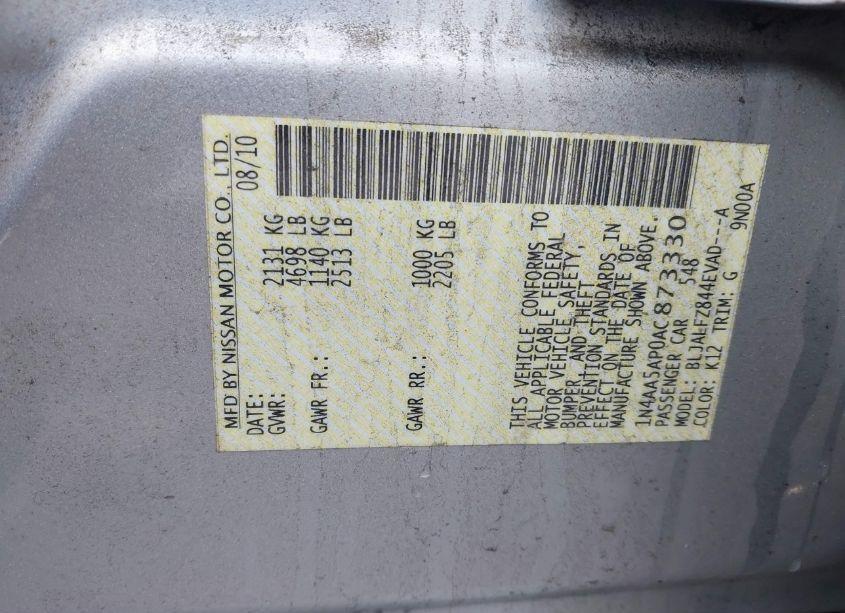 MFD BY NISSAN MOTOR CO., LTD.
DATE: 08/10
GVWR: 2131 KG
4698 LB
GAWR FR.: 1140 KG
2513 LB
GAWR RR.: 1000 KG
2205 LB
THIS VEHICLE CONFORMS TO
ALL APPLICABLE FEDERAL
MOTOR VEHICLE SAFETY,
BUMPER, AND THEFT
PREVENTION STANDARDS IN
EFFECT ON THE DATE OF
MANUFACTURE SHOWN ABOVE.
1N4AA5AP0AC873330
PASSENGER CAR 548
MODEL: BLJALFZ844EVAD---A
COLOR: K12 TRIM: G 9N00A